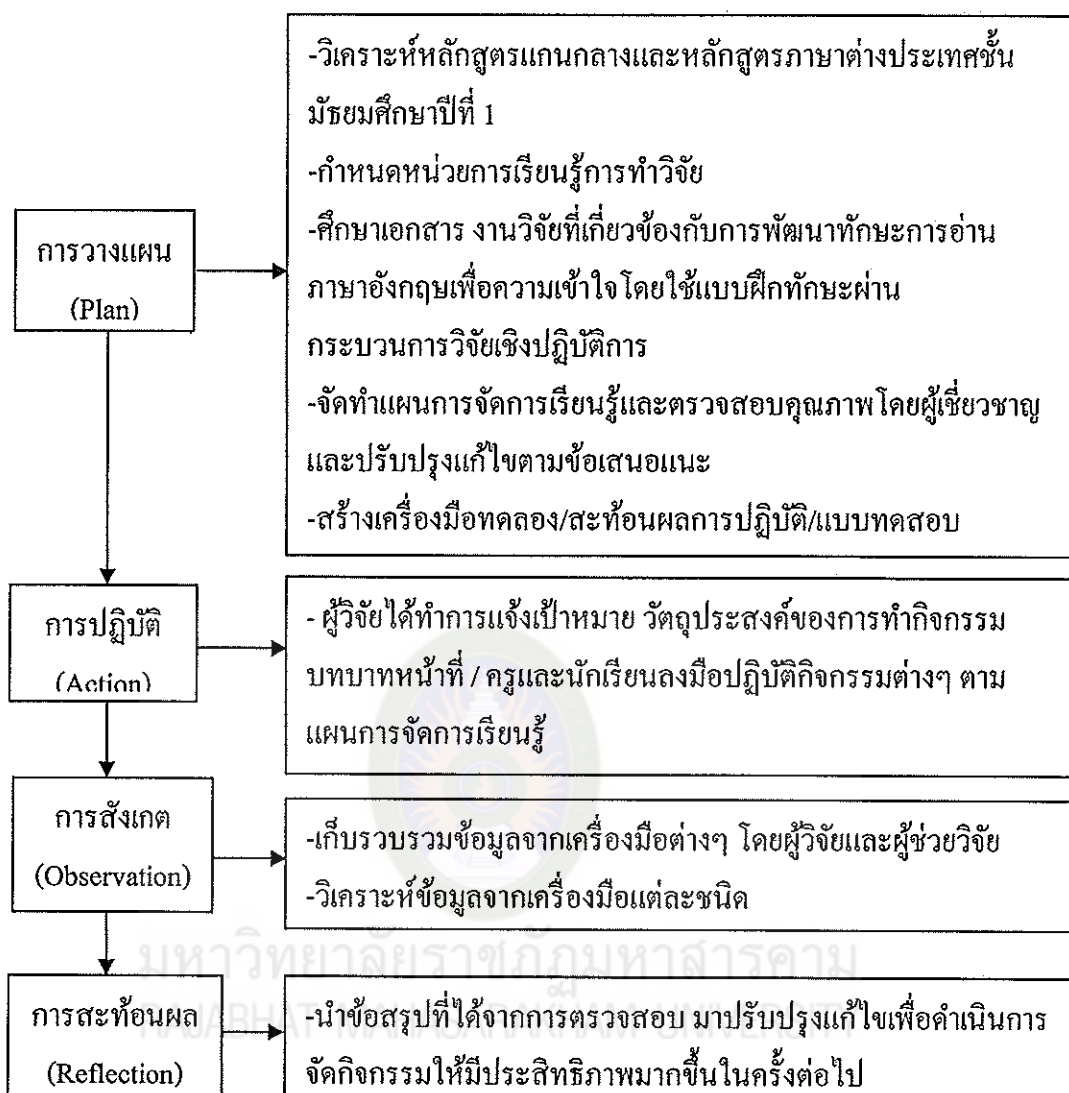 การวางแผน
(Plan)
-วิเคราะห์หลักสูตรแกนกลางและหลักสูตรภาษาต่างประเทศชั้น
มัธยมศึกษาปีที่ 1
-กำหนดหน่วยการเรียนรู้การทำวิจัย
-ศึกษาเอกสาร งานวิจัยที่เกี่ยวข้องกับการพัฒนาทักษะการอ่าน
ภาษาอังกฤษเพื่อความเข้าใจโดยใช้แบบฝึกทักษะผ่าน
กระบวนการวิจัยเชิงปฏิบัติการ
-จัดทำแผนการจัดการเรียนรู้และตรวจสอบคุณภาพโดยผู้เชี่ยวชาญ
และปรับปรุงแก้ไขตามข้อเสนอแนะ
-สร้างเครื่องมือทดลอง/สะท้อนผลการปฏิบัติ/แบบทดสอบ
การปฏิบัติ
(Action)
- ผู้วิจัยได้ทำการแจ้งเป้าหมาย วัตถุประสงค์ของการทำกิจกรรม
บทบาทหน้าที่ / ครูและนักเรียนลงมือปฏิบัติกิจกรรมต่างๆ ตาม
แผนการจัดการเรียนรู้
การสังเกต
(Observation)
-เก็บรวบรวมข้อมูลจากเครื่องมือต่างๆ โดยผู้วิจัยและผู้ช่วยวิจัย
-วิเคราะห์ข้อมูลจากเครื่องมือแต่ละชนิด
มหาวิทยาลัยราชภัฏมหาสารคาม
RAJABHAT MAHASARAKHAM UNIVERSITY
การสะท้อนผล
(Reflection)
-นำข้อสรุปที่ได้จากการตรวจสอบ มาปรับปรุงแก้ไขเพื่อดำเนินการ
จัดกิจกรรมให้มีประสิทธิภาพมากขึ้นในครั้งต่อไป